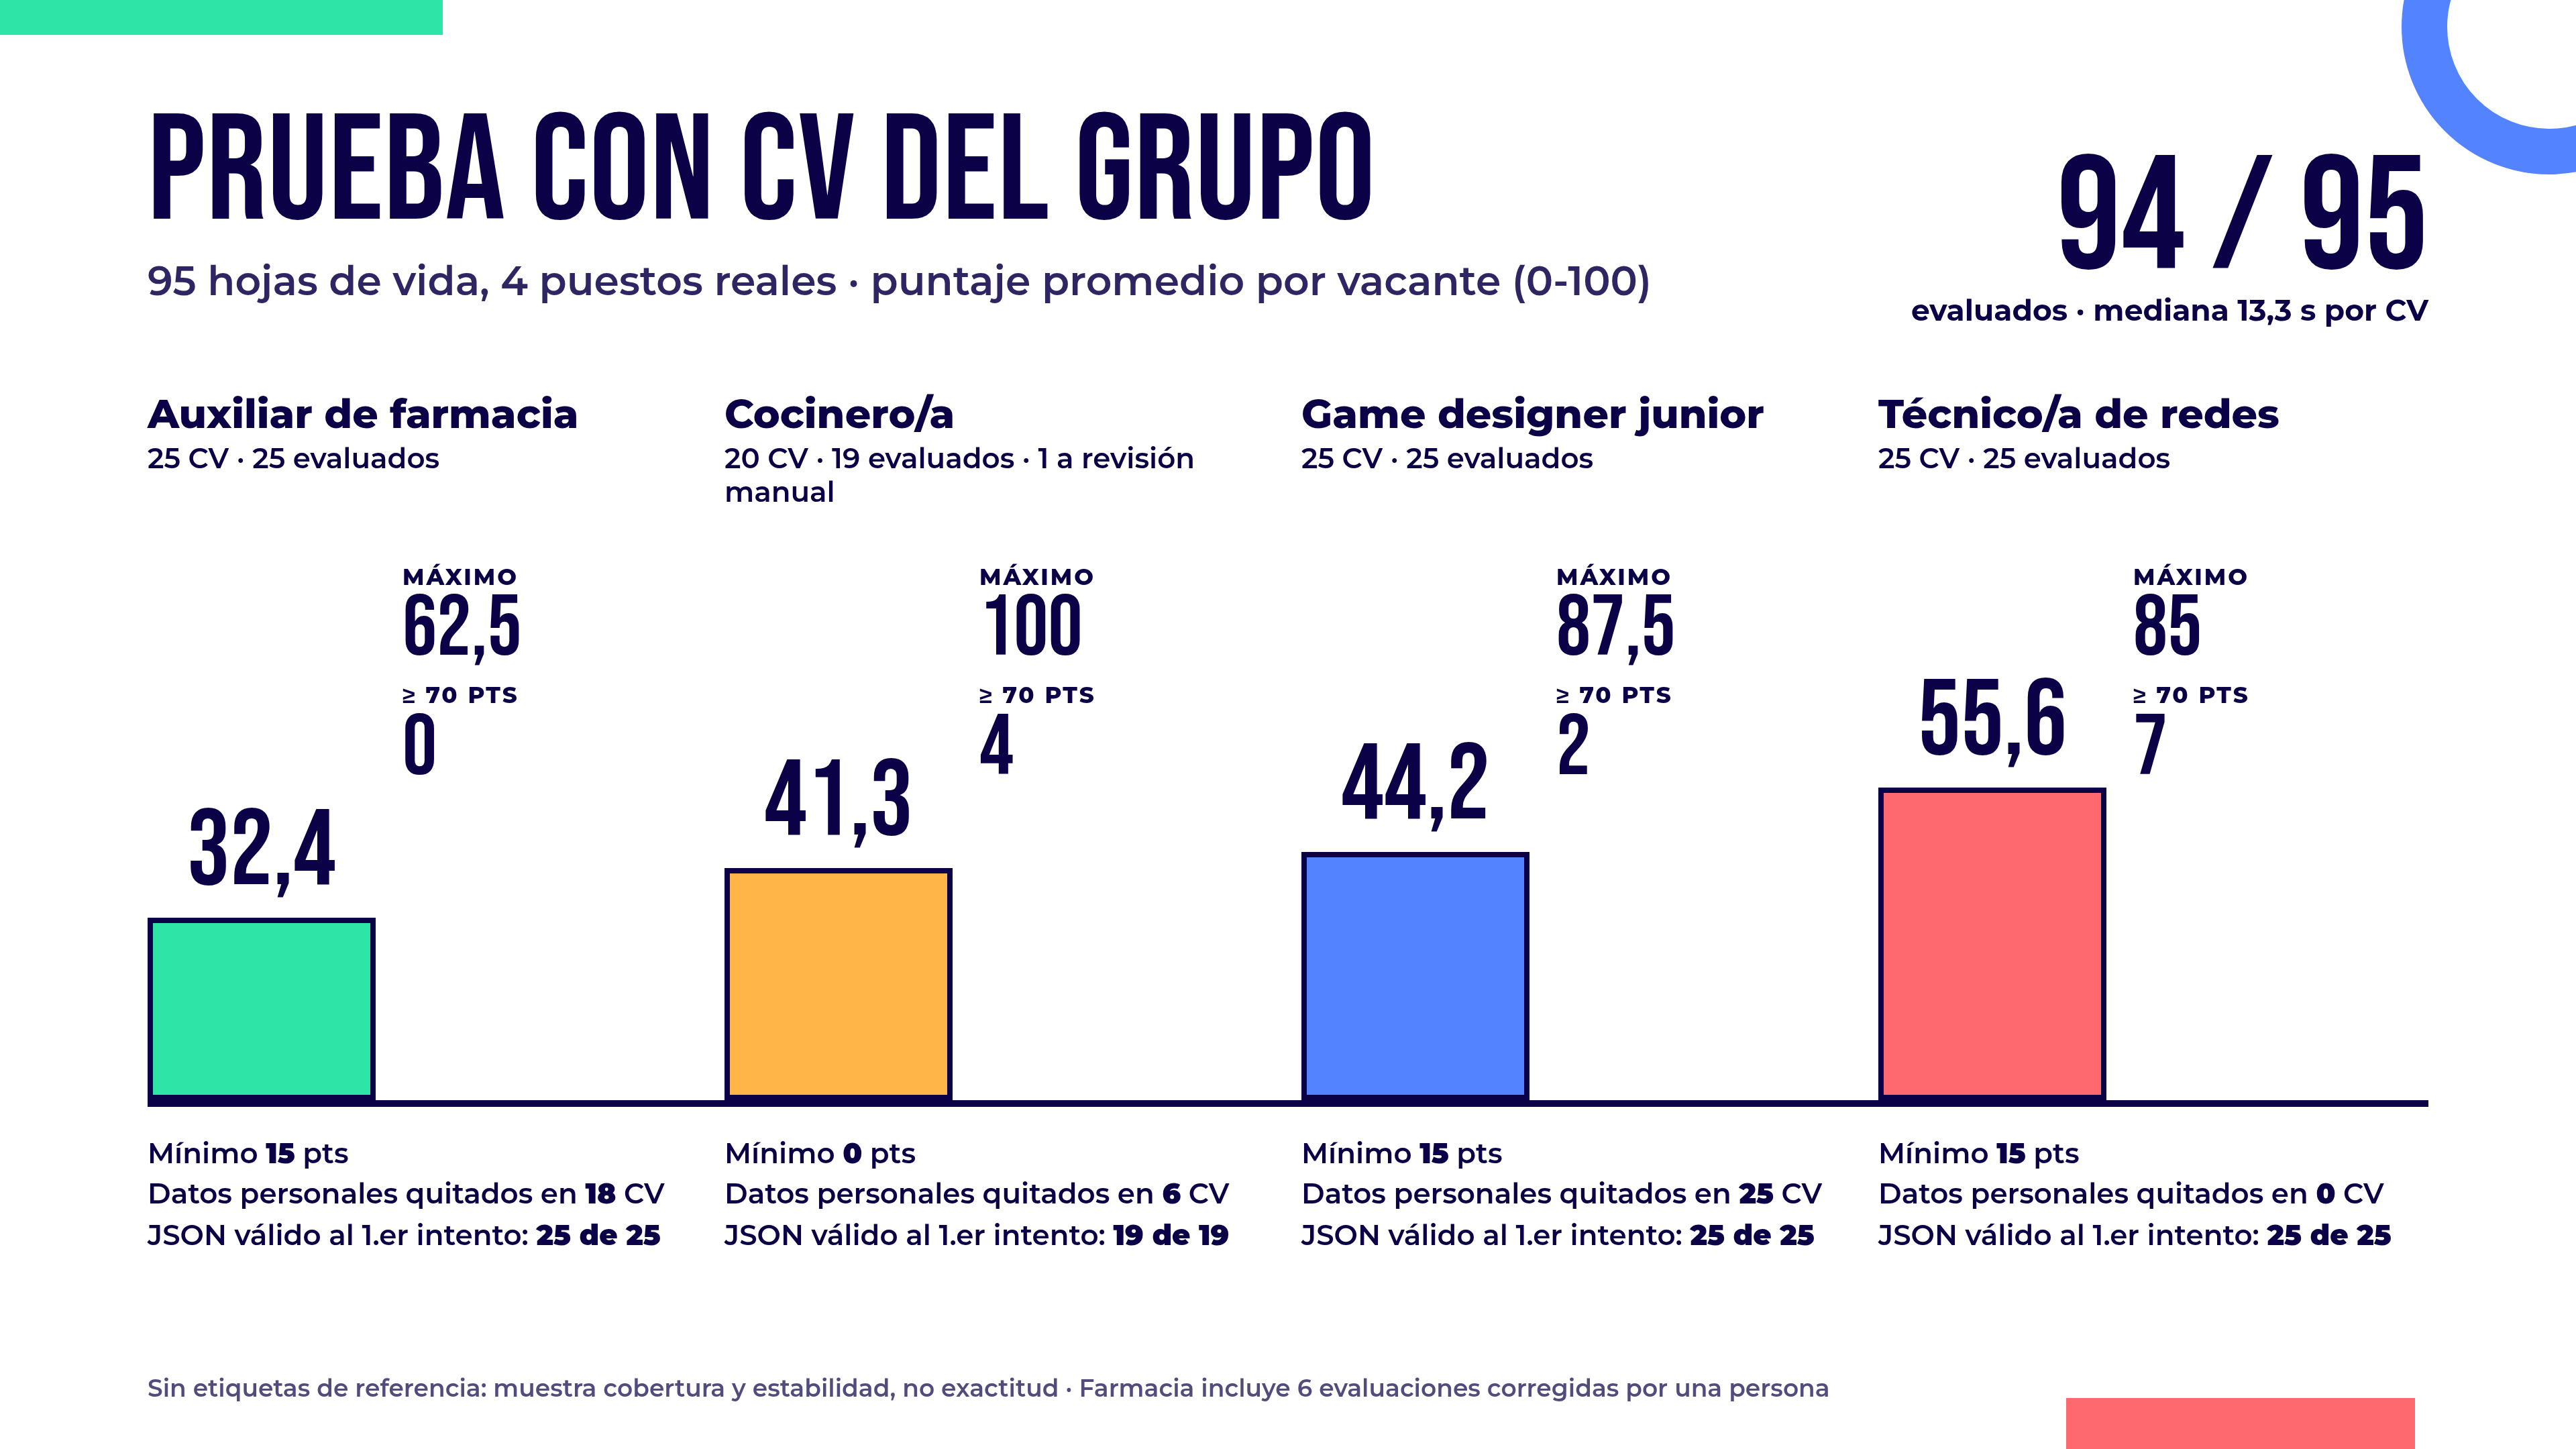 PRUEBA CON CV DEL GRUPO
95 hojas de vida, 4 puestos reales · puntaje promedio por vacante (0-100)
94 / 95
evaluados · mediana 13,3 s por CV
Auxiliar de farmacia
25 CV · 25 evaluados
MÁXIMO
62,5
≥ 70 PTS
0
32,4
Mínimo 15 pts
Datos personales quitados en 18 CV
JSON válido al 1.er intento: 25 de 25
Cocinero/a
20 CV · 19 evaluados · 1 a revisión
manual
MÁXIMO
100
≥ 70 PTS
4
41,3
Mínimo 0 pts
Datos personales quitados en 6 CV
JSON válido al 1.er intento: 19 de 19
Game designer junior
25 CV · 25 evaluados
MÁXIMO
87,5
≥ 70 PTS
2
44,2
Mínimo 15 pts
Datos personales quitados en 25 CV
JSON válido al 1.er intento: 25 de 25
Técnico/a de redes
25 CV · 25 evaluados
MÁXIMO
85
≥ 70 PTS
7
55,6
Mínimo 15 pts
Datos personales quitados en 0 CV
JSON válido al 1.er intento: 25 de 25
Sin etiquetas de referencia: muestra cobertura y estabilidad, no exactitud · Farmacia incluye 6 evaluaciones corregidas por una persona